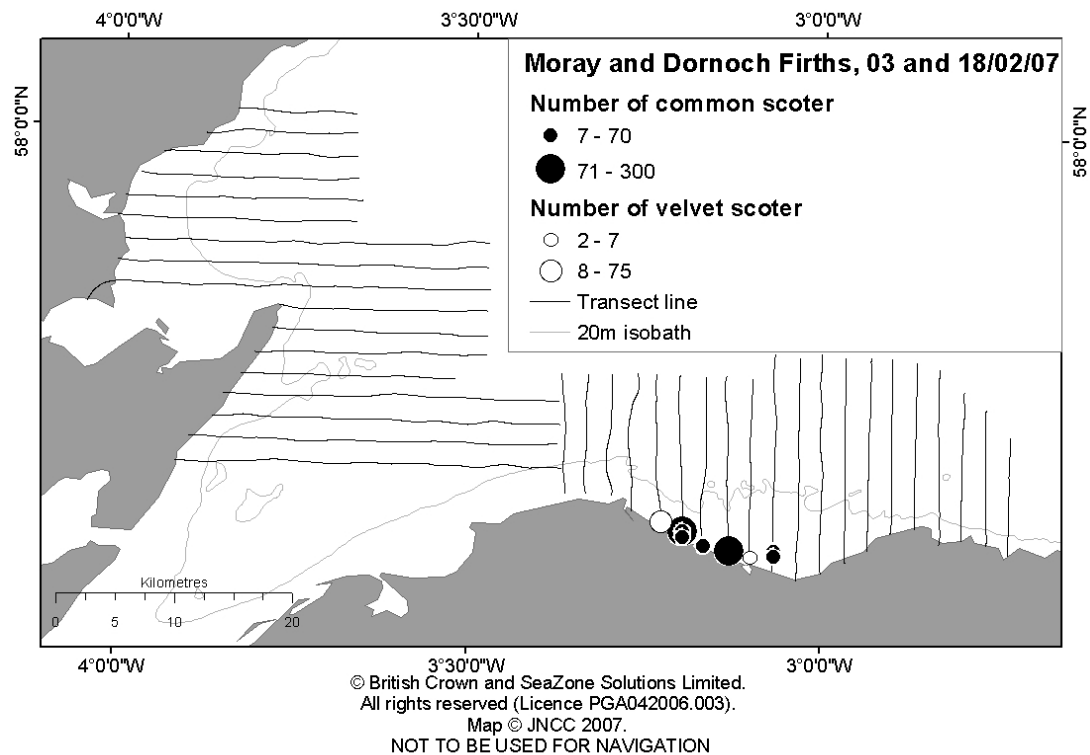 4°0'0"W 3°30'0"W 3°0'0"W
58°0'0"N
58°0'0"N
Moray and Dornoch Firths, 03 and 18/02/07
Number of common scoter
7 - 70
71 - 300
Number of velvet scoter
2 - 7
8 - 75
Transect line
20m isobath
Kilometres
0 5 10 20
4°0'0"W 3°30'0"W 3°0'0"W
© British Crown and SeaZone Solutions Limited.
All rights reserved (Licence PGA042006.003).
Map © JNCC 2007.
NOT TO BE USED FOR NAVIGATION